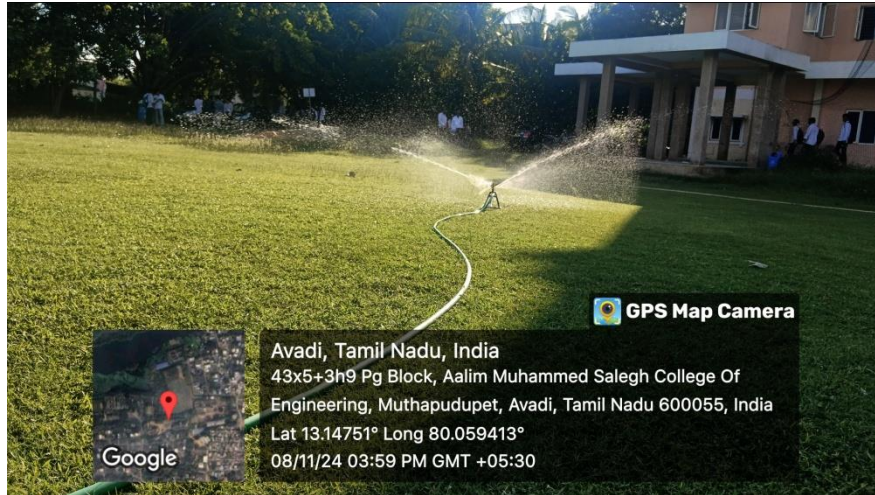 GPS Map Camera
Avadi, Tamil Nadu, India
43x5+3h9 Pg Block, Aalim Muhammed Salegh College Of
Engineering, Muthapudupet, Avadi, Tamil Nadu 600055, India
Lat 13.14751° Long 80.059413°
08/11/24 03:59 PM GMT +05:30
Google